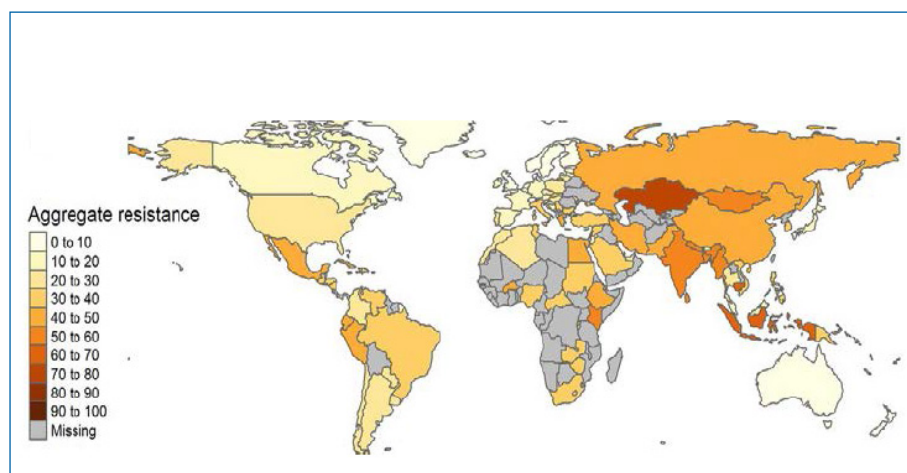 Aggregate resistance
0 to 10
10 to 20
20 to 30
30 to 40
40 to 50
50 to 60
60 to 70
70 to 80
80 to 90
90 to 100
Missing